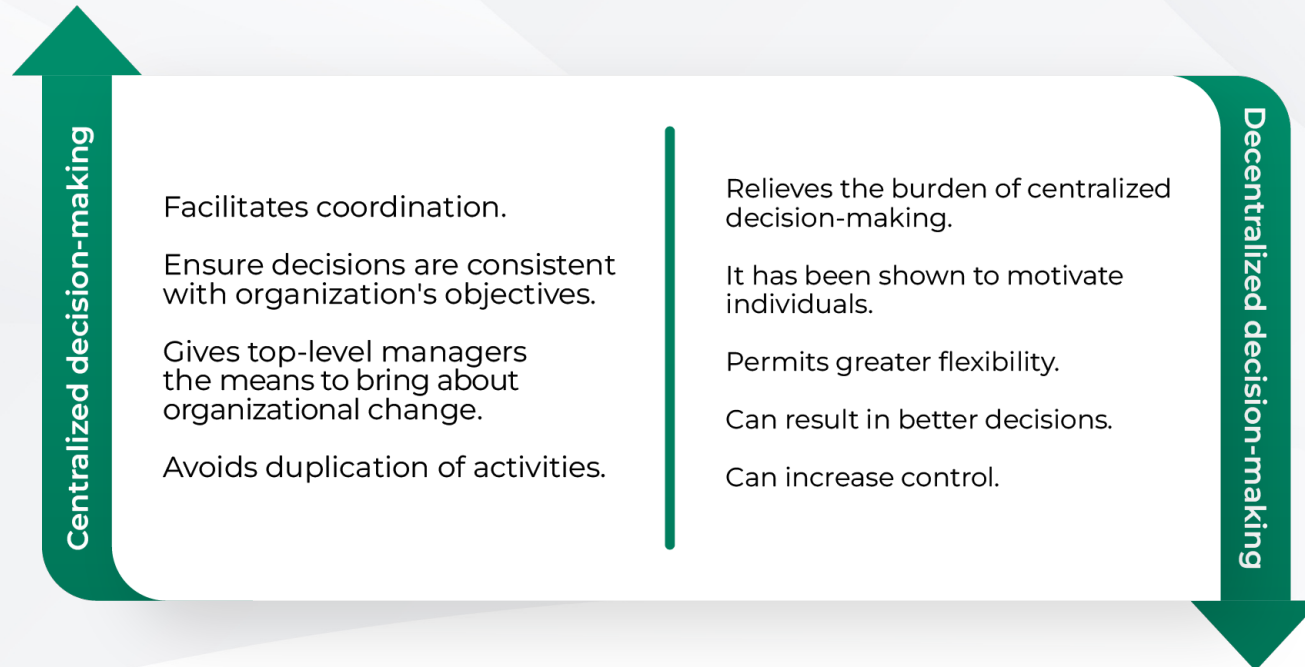 Centralized decision-making
Facilitates coordination.
Ensure decisions are consistent
with organization's objectives.
Gives top-level managers
the means to bring about
organizational change.
Avoids duplication of activities.
Relieves the burden of centralized
decision-making.
It has been shown to motivate
individuals.
Permits greater flexibility.
Can result in better decisions.
Can increase control.
Decentralized decision-making